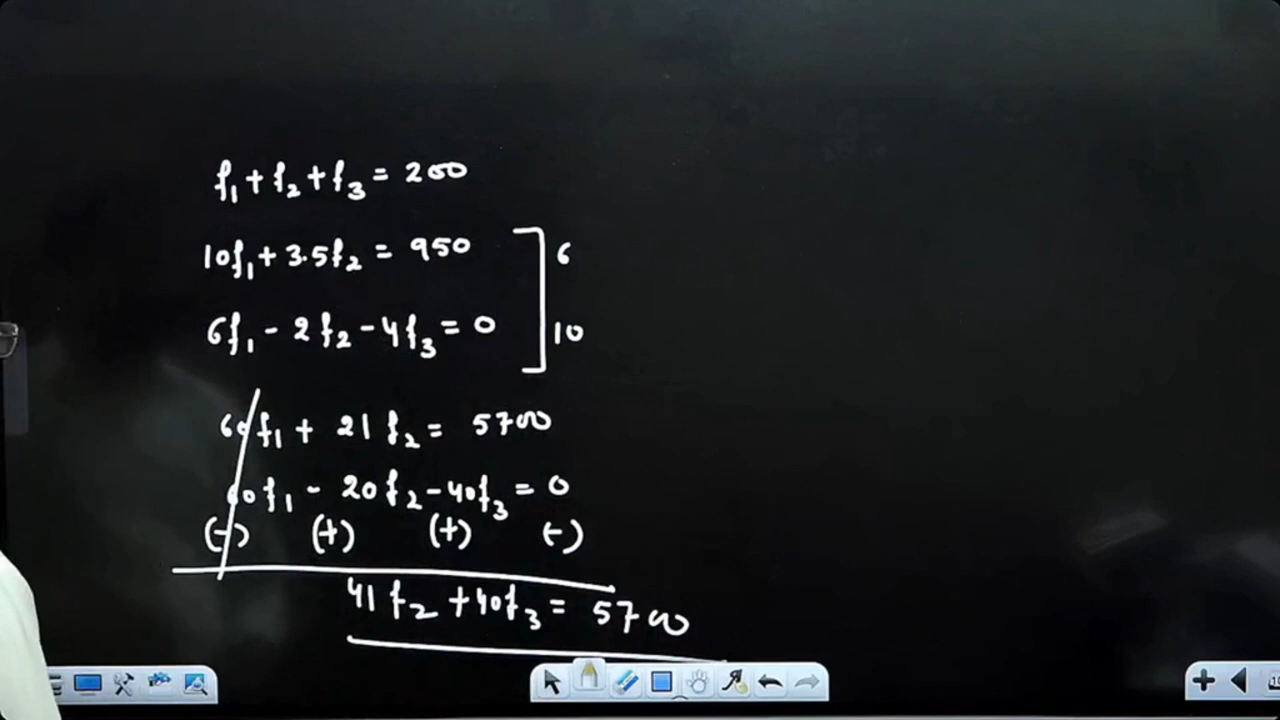 f₁ + f₂ + f₃ = 200
10f₁ + 3.5f₂ = 950 6
6f₁ - 2f₂ - 4f₃ = 0 10
60f₁ + 21f₂ = 5700
60f₁ - 20f₂ - 40f₃ = 0
(-) (+) (+) (-)
41f₂ + 40f₃ = 5700